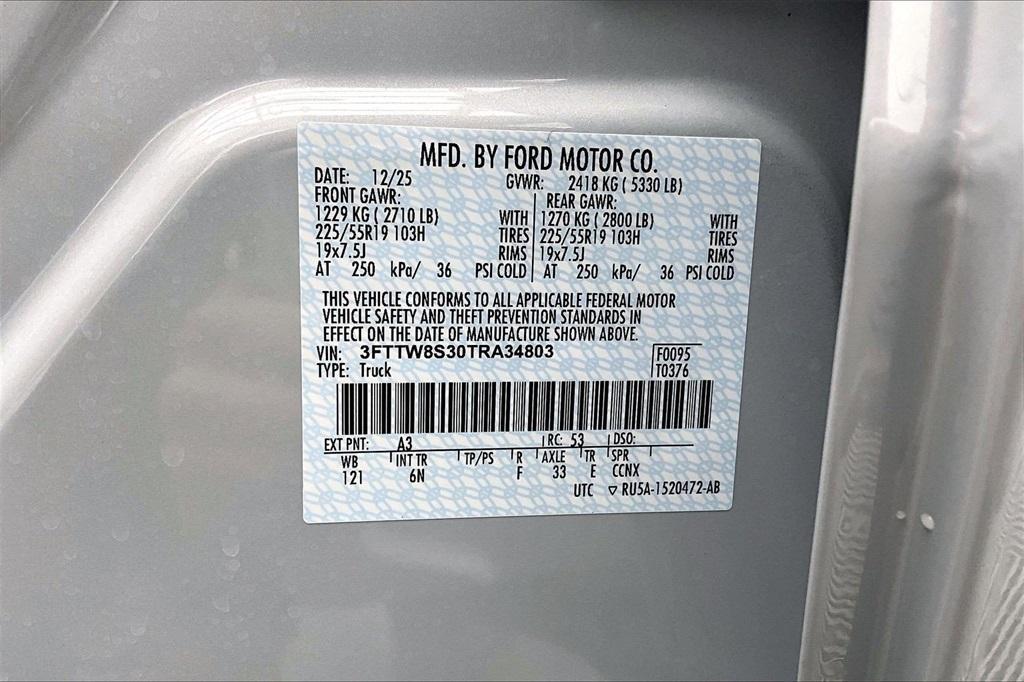 MFD. BY FORD MOTOR CO.
DATE: 12/25 GVWR: 2418 KG ( 5330 LB)
FRONT GAWR: REAR GAWR:
1229 KG ( 2710 LB) WITH 1270 KG ( 2800 LB) WITH
225/55R19 103H TIRES 225/55R19 103H TIRES
19x7.5J RIMS 19x7.5J RIMS
AT 250 kPa/ 36 PSI COLD AT 250 kPa/ 36 PSI COLD
THIS VEHICLE CONFORMS TO ALL APPLICABLE FEDERAL MOTOR
VEHICLE SAFETY AND THEFT PREVENTION STANDARDS IN
EFFECT ON THE DATE OF MANUFACTURE SHOWN ABOVE.
VIN: 3FTTW8S30TRA34803 F0095
TYPE: Truck T0376
EXT PNT: A3 RC: 53 DSO:
WB INT TR TP/PS R AXLE TR SPR
121 6N F 33 E CCNX
UTC ▽ RU5A-1520472-AB